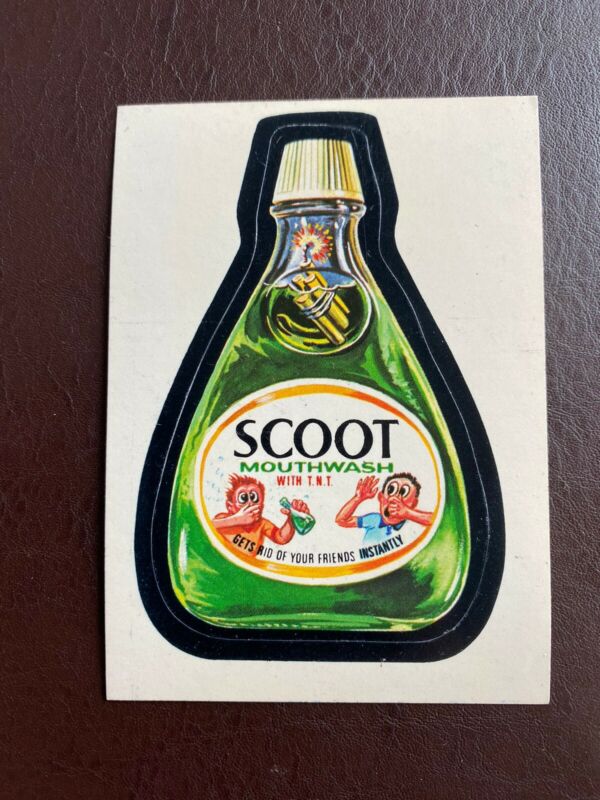 SCOOT
MOUTHWASH
WITH T.N.T.
GETS RID OF YOUR FRIENDS INSTANTLY